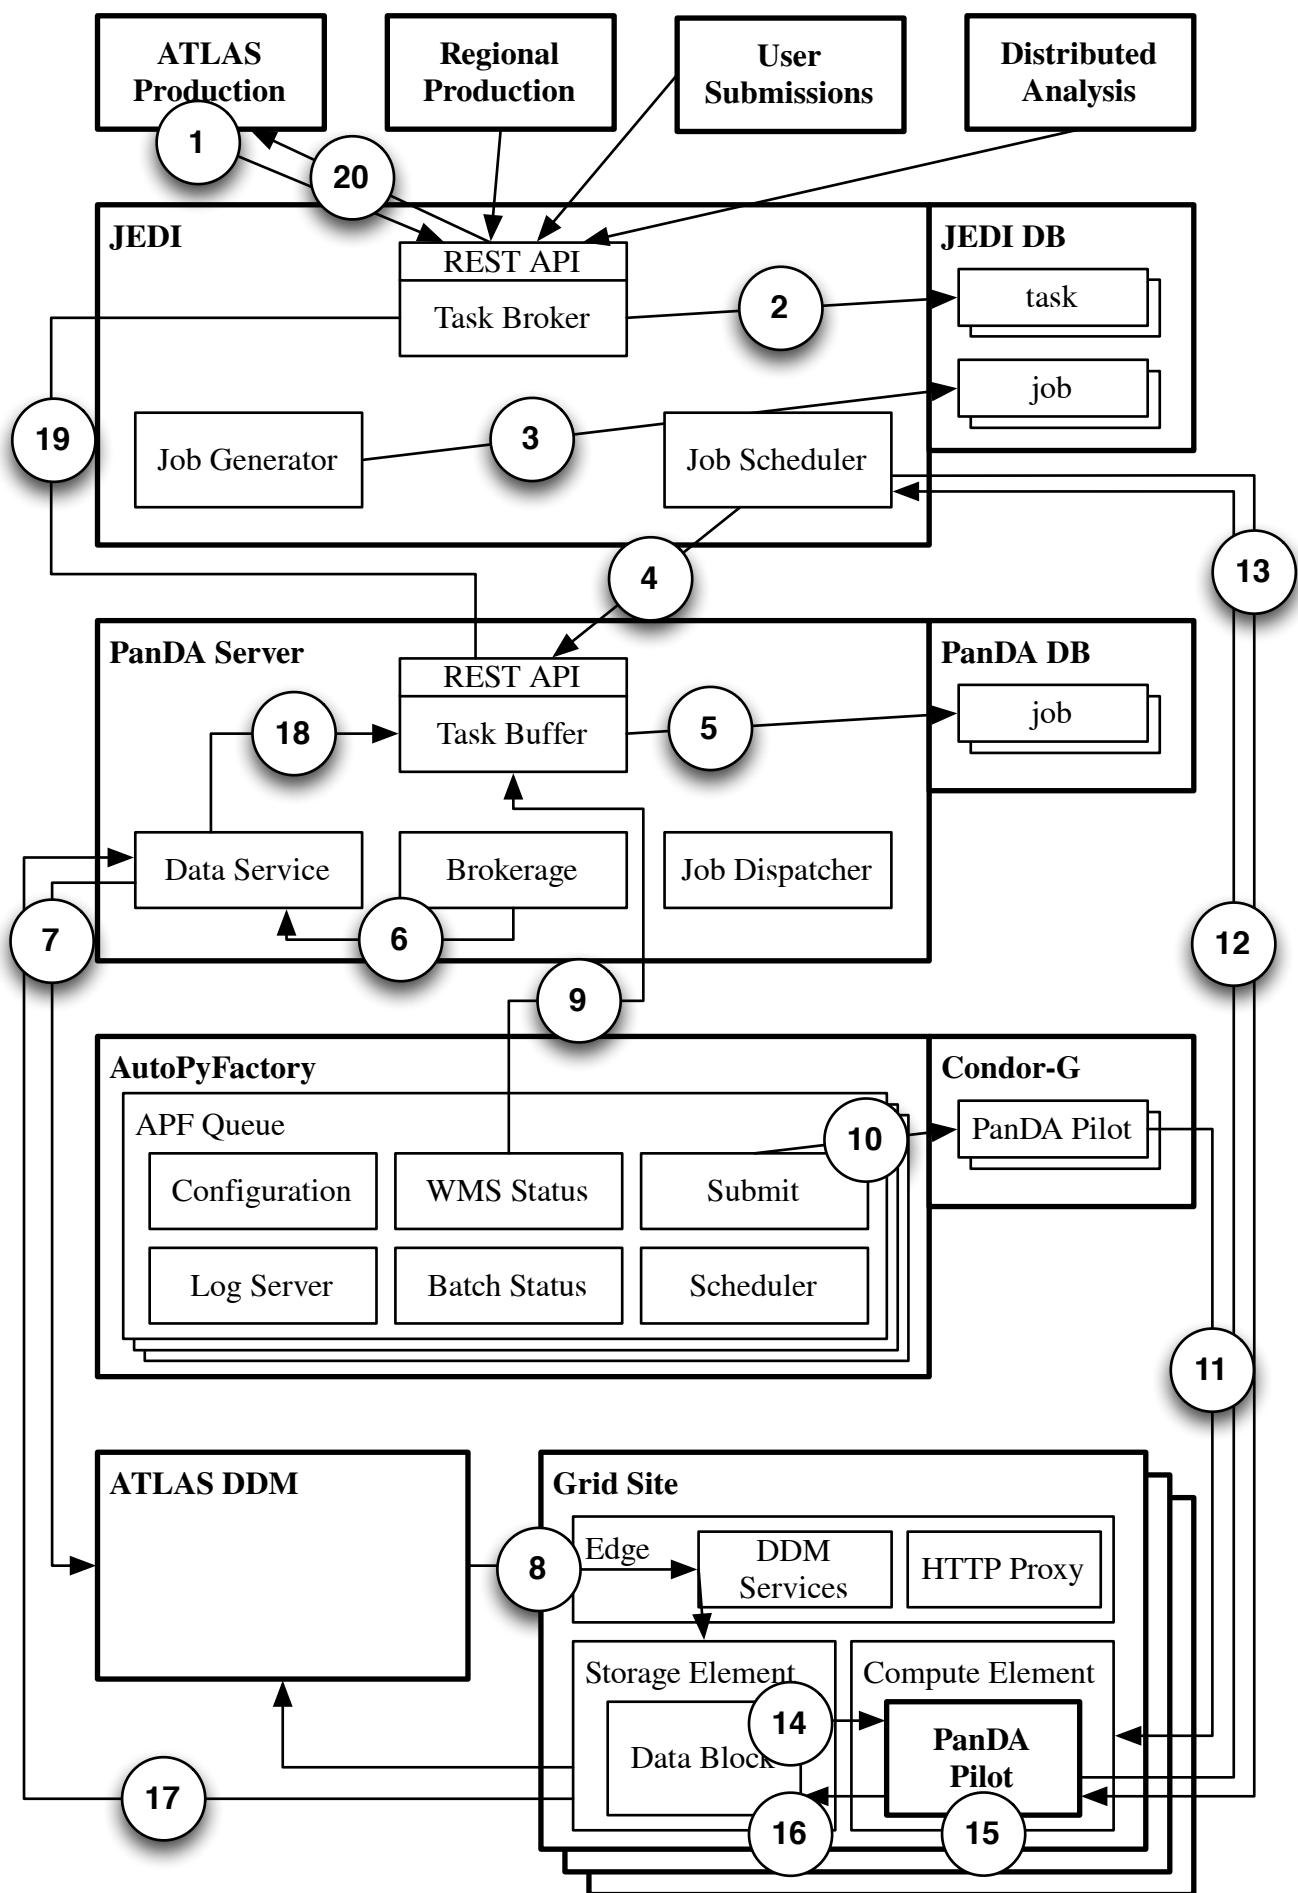 ATLAS
Production
Regional
Production
User
Submissions
Distributed
Analysis
1
20
JEDI
JEDI DB
REST API
Task Broker
2
task
job
19
3
Job Generator
Job Scheduler
4
13
PanDA Server
PanDA DB
REST API
Task Buffer
18
5
job
Data Service
Brokerage
Job Dispatcher
7
6
12
9
AutoPyFactory
Condor-G
APF Queue
10
PanDA Pilot
Configuration
WMS Status
Submit
Log Server
Batch Status
Scheduler
11
ATLAS DDM
Grid Site
8
Edge
DDM
Services
HTTP Proxy
Storage Element
Compute Element
14
Data Block
PanDA
Pilot
17
16
15